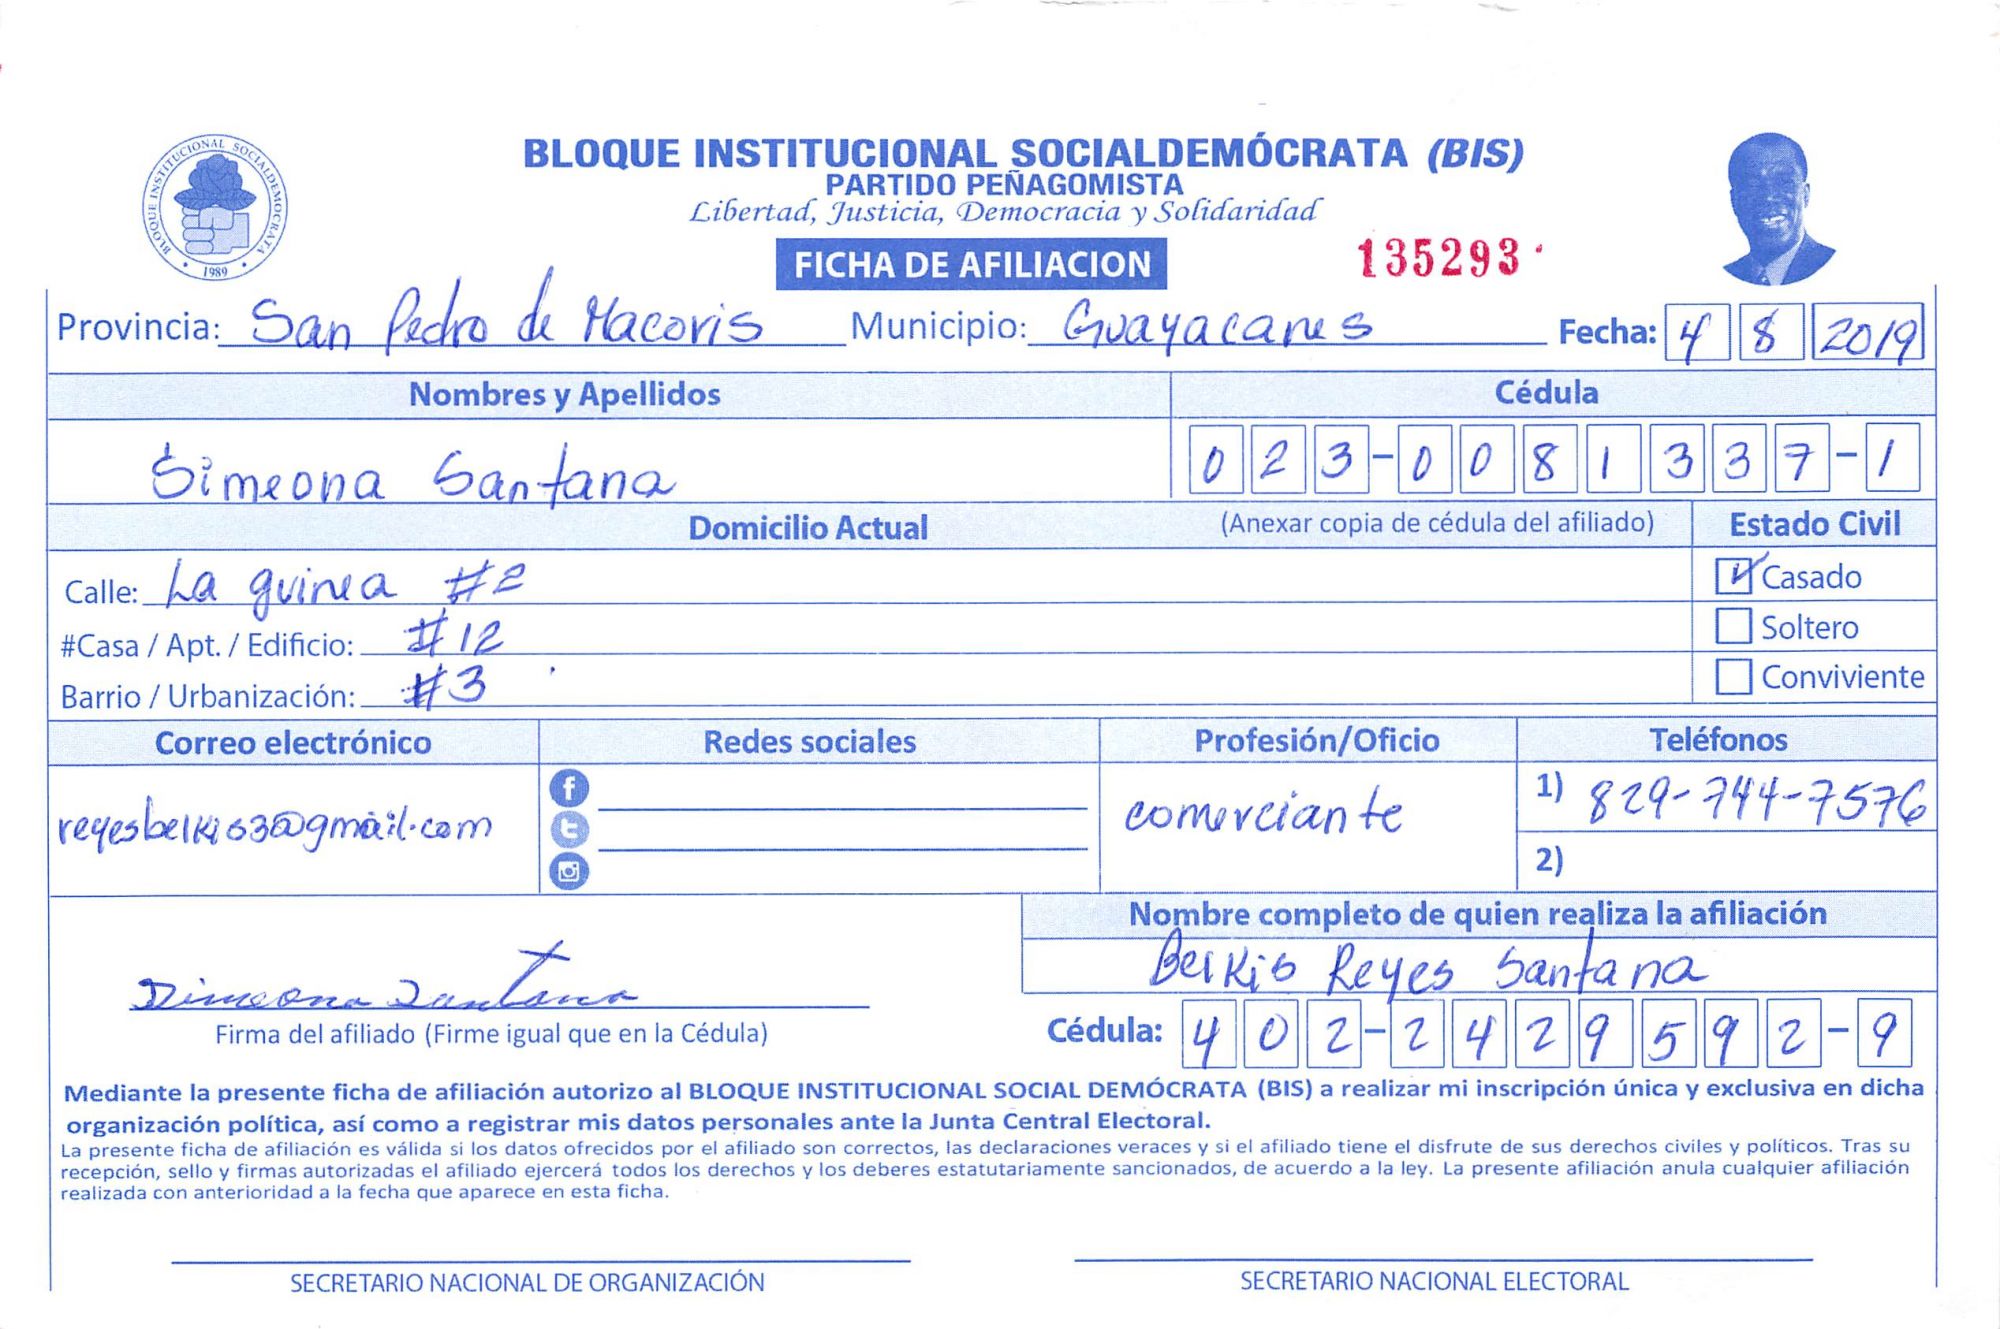 BLOQUE INSTITUCIONAL SOCIALDEMOCRATA
1989
BLOQUE INSTITUCIONAL SOCIALDEMÓCRATA (BIS)
PARTIDO PEÑAGOMISTA
Libertad, Justicia, Democracia y Solidaridad
FICHA DE AFILIACION 135293
Provincia: San Pedro de Macoris Municipio: Guayacanes Fecha: 4 8 2019
Nombres y Apellidos Cédula
Simeona Santana 023-0081337-1
Domicilio Actual (Anexar copia de cédula del afiliado) Estado Civil
Calle: La guinea #2 Casado
#Casa / Apt. / Edificio: #12 Soltero
Barrio / Urbanización: #3 Conviviente
Correo electrónico Redes sociales Profesión/Oficio Teléfonos
reyesbelkis3@gmail.com comerciante 1) 829-744-7576
2)
Nombre completo de quien realiza la afiliación
Belkis Reyes Santana
Simeona Santana
Firma del afiliado (Firme igual que en la Cédula) Cédula: 402-2429592-9
Mediante la presente ficha de afiliación autorizo al BLOQUE INSTITUCIONAL SOCIAL DEMÓCRATA (BIS) a realizar mi inscripción única y exclusiva en dicha
organización política, así como a registrar mis datos personales ante la Junta Central Electoral.
La presente ficha de afiliación es válida si los datos ofrecidos por el afiliado son correctos, las declaraciones veraces y si el afiliado tiene el disfrute de sus derechos civiles y políticos. Tras su
recepción, sello y firmas autorizadas el afiliado ejercerá todos los derechos y los deberes estatutariamente sancionados, de acuerdo a la ley. La presente afiliación anula cualquier afiliación
realizada con anterioridad a la fecha que aparece en esta ficha.
SECRETARIO NACIONAL DE ORGANIZACIÓN SECRETARIO NACIONAL ELECTORAL